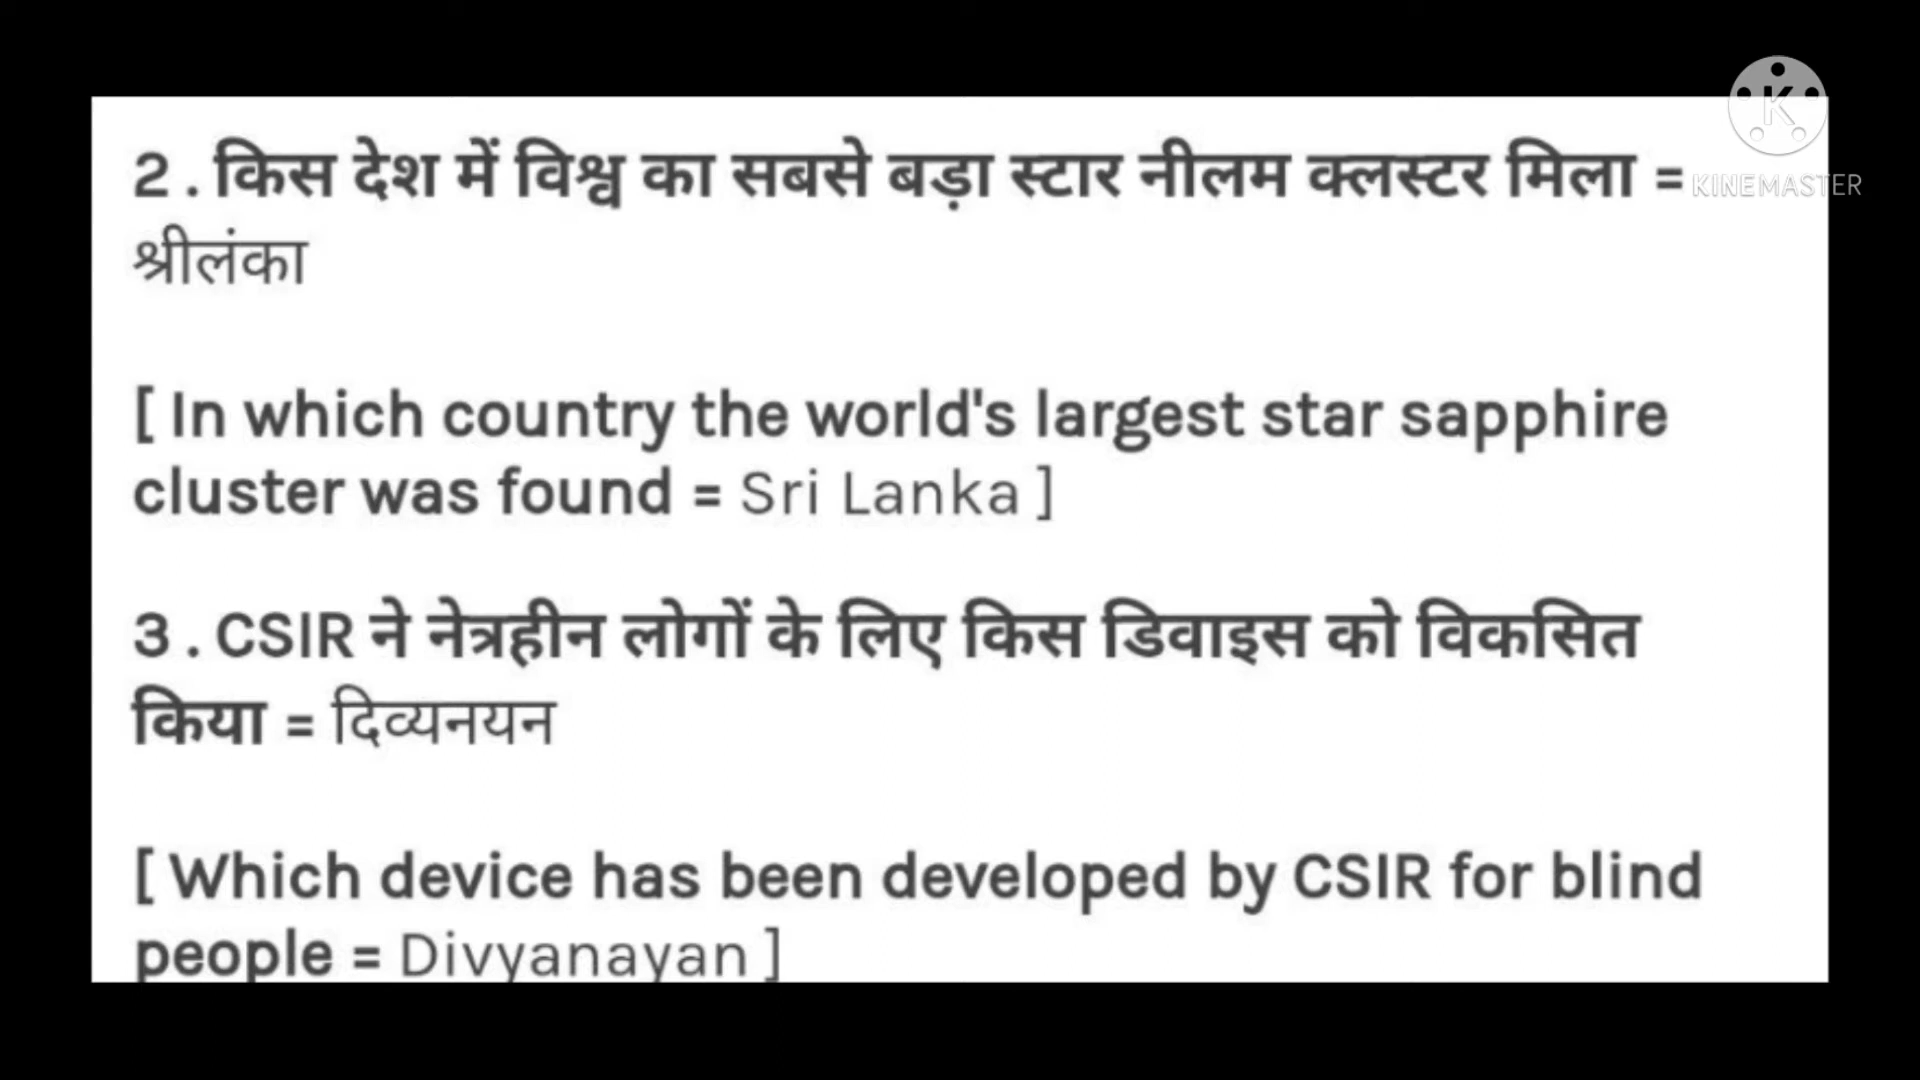 2 . किस देश में विश्व का सबसे बड़ा स्टार नीलम क्लस्टर मिला =
श्रीलंका
[ In which country the world's largest star sapphire
cluster was found = Sri Lanka ]
3 . CSIR ने नेत्रहीन लोगों के लिए किस डिवाइस को विकसित
किया = दिव्यनयन
[ Which device has been developed by CSIR for blind
people = Divyanayan ]
K
KINEMASTER